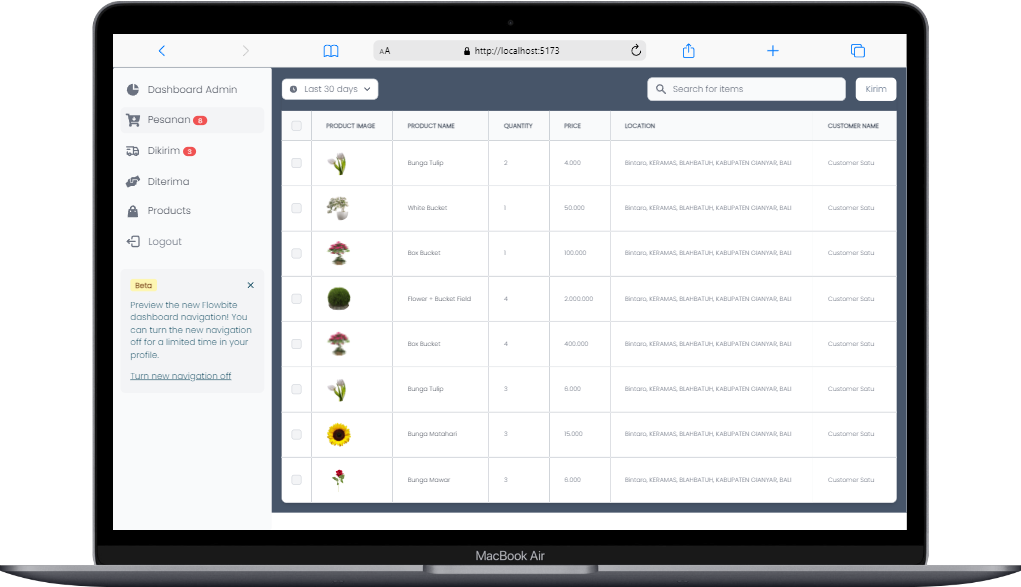 AA http://localhost:5173
Dashboard Admin
Pesanan 8
Dikirim 9
Diterima
Products
Logout
Beta
Preview the new Flowbite
dashboard navigation! You
can turn the new navigation
off for a limited time in your
profile.
Turn new navigation off
Last 30 days
Search for items
Kirim
PRODUCT IMAGE PRODUCT NAME QUANTITY PRICE LOCATION CUSTOMER NAME
Bunga Tulip 2 4.000 Bintaro, KERAMAS, BLAHBATUH, KABUPATEN GIANYAR, BALI Customer Satu
White Bucket 1 50.000 Bintaro, KERAMAS, BLAHBATUH, KABUPATEN GIANYAR, BALI Customer Satu
Box Bucket 1 100.000 Bintaro, KERAMAS, BLAHBATUH, KABUPATEN GIANYAR, BALI Customer Satu
Flower + Bucket Field 4 2.000.000 Bintaro, KERAMAS, BLAHBATUH, KABUPATEN GIANYAR, BALI Customer Satu
Box Bucket 4 400.000 Bintaro, KERAMAS, BLAHBATUH, KABUPATEN GIANYAR, BALI Customer Satu
Bunga Tulip 3 6.000 Bintaro, KERAMAS, BLAHBATUH, KABUPATEN GIANYAR, BALI Customer Satu
Bunga Matahari 3 15.000 Bintaro, KERAMAS, BLAHBATUH, KABUPATEN GIANYAR, BALI Customer Satu
Bunga Mawar 3 6.000 Bintaro, KERAMAS, BLAHBATUH, KABUPATEN GIANYAR, BALI Customer Satu
MacBook Air